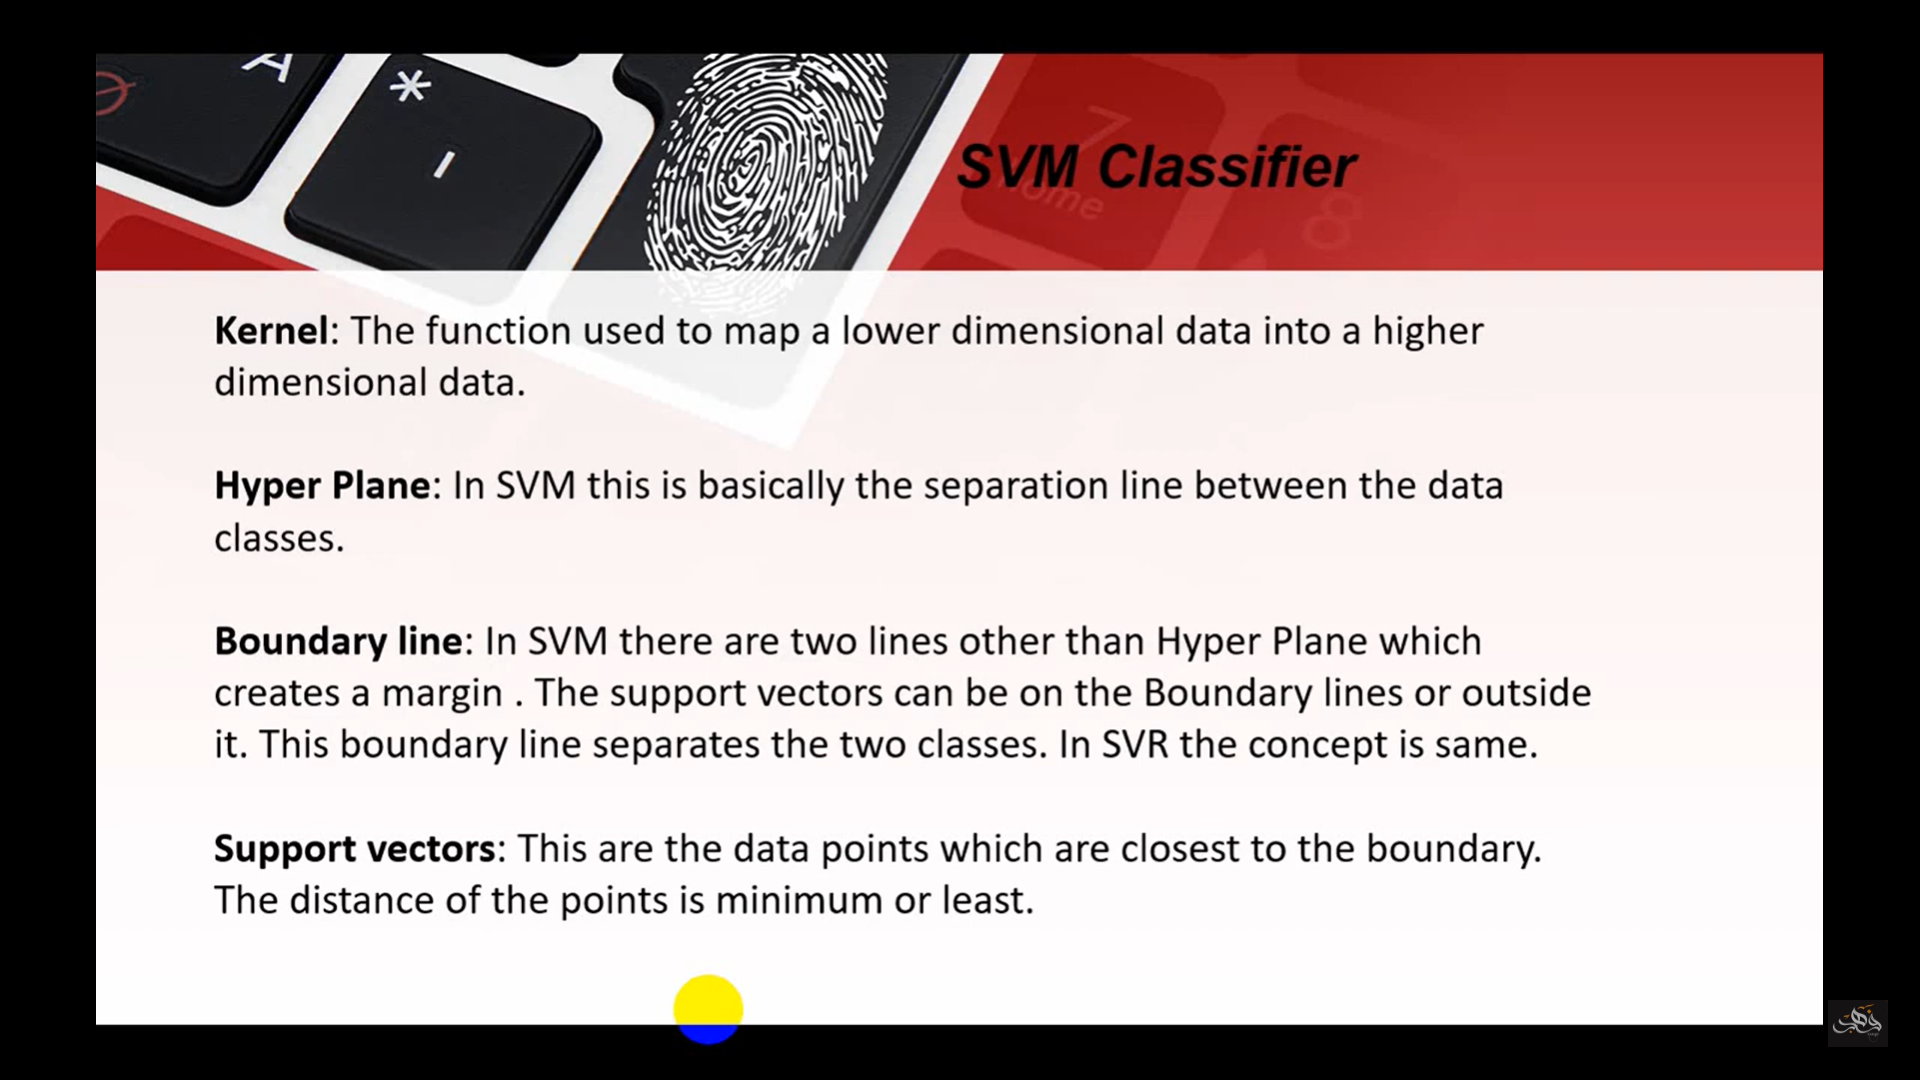 A
*
-
7
Home
8
SVM Classifier
Kernel: The function used to map a lower dimensional data into a higher
dimensional data.
Hyper Plane: In SVM this is basically the separation line between the data
classes.
Boundary line: In SVM there are two lines other than Hyper Plane which
creates a margin . The support vectors can be on the Boundary lines or outside
it. This boundary line separates the two classes. In SVR the concept is same.
Support vectors: This are the data points which are closest to the boundary.
The distance of the points is minimum or least.